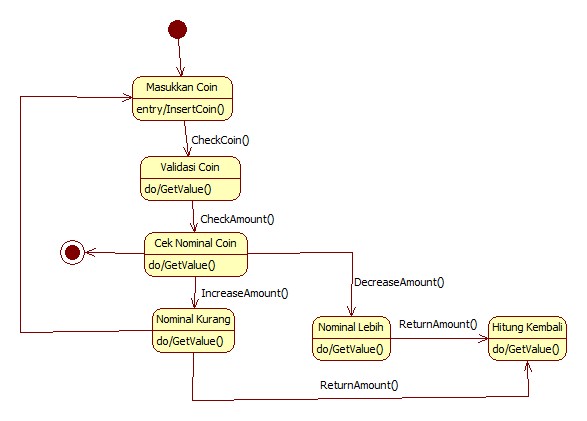 Masukkan Coin
entry/InsertCoin()
CheckCoin()
Validasi Coin
do/GetValue()
CheckAmount()
Cek Nominal Coin
do/GetValue()
DecreaseAmount()
IncreaseAmount()
Nominal Kurang
do/GetValue()
Nominal Lebih
do/GetValue()
ReturnAmount()
Hitung Kembali
do/GetValue()
ReturnAmount()